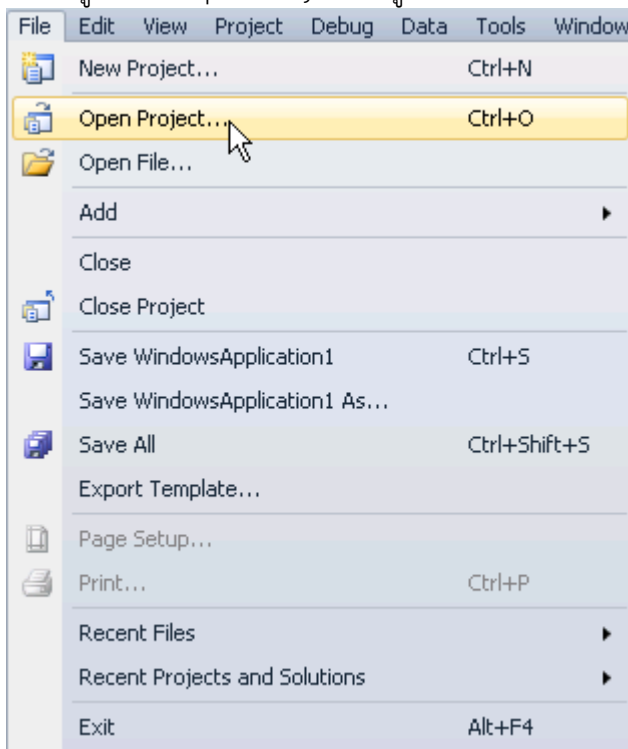 File Edit View Project Debug Data Tools Window
New Project... Ctrl+N
Open Project... Ctrl+O
Open File...
Add
Close
Close Project
Save WindowsApplication1 Ctrl+S
Save WindowsApplication1 As...
Save All Ctrl+Shift+S
Export Template...
Page Setup...
Print... Ctrl+P
Recent Files
Recent Projects and Solutions
Exit Alt+F4